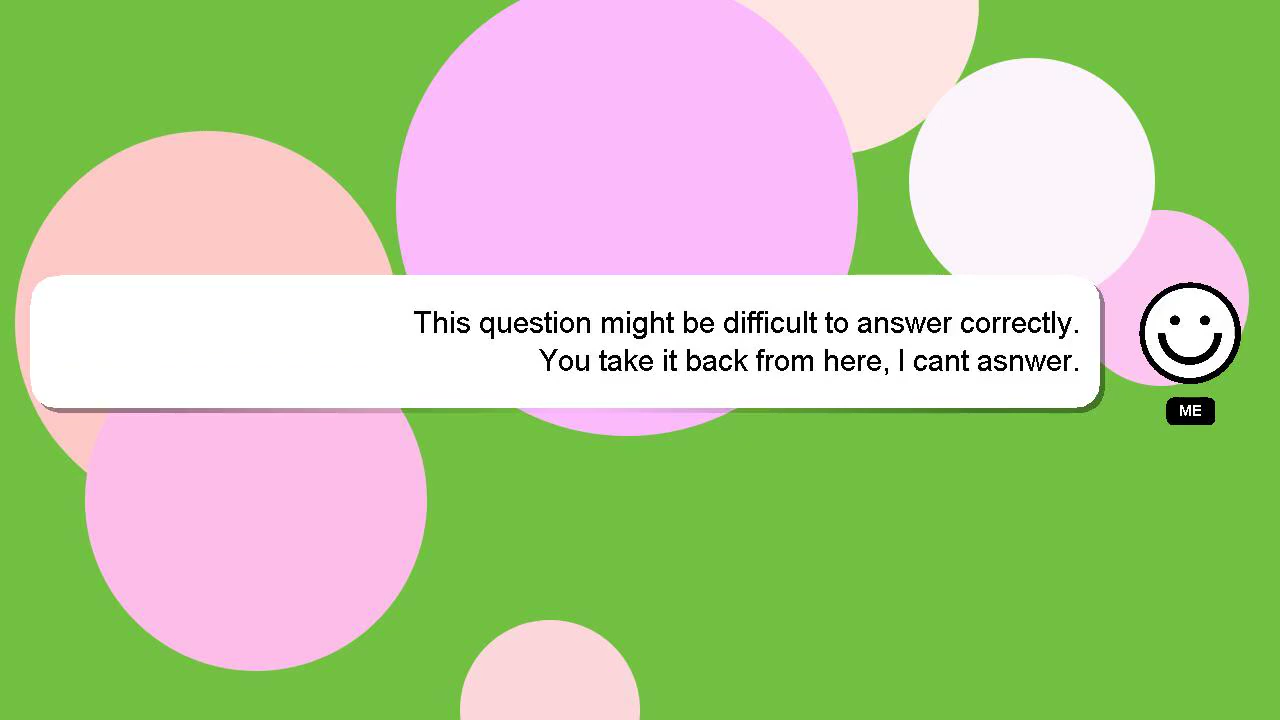 This question might be difficult to answer correctly.
You take it back from here, I cant asnwer.
ME